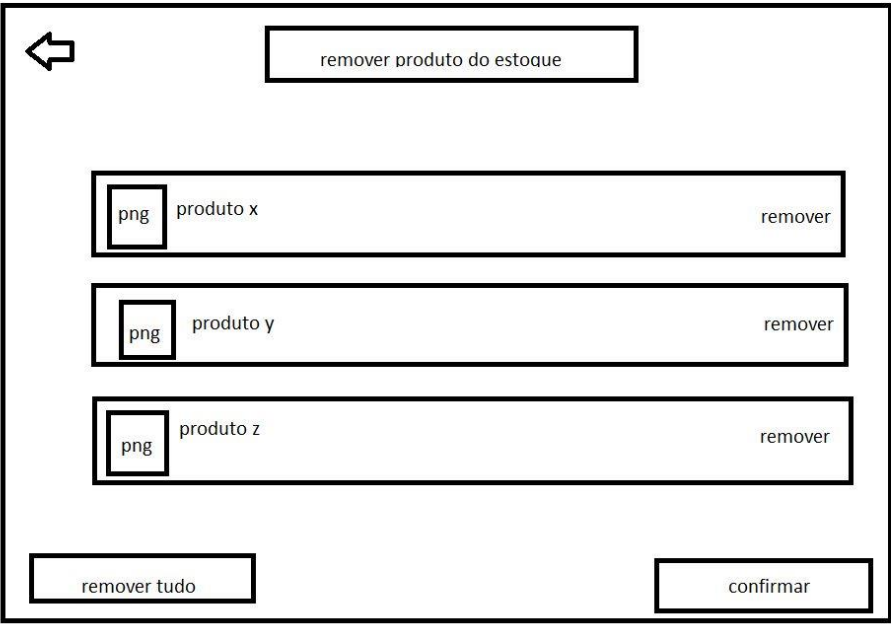 remover produto do estoque
png
produto x
remover
png
produto y
remover
png
produto z
remover
remover tudo
confirmar